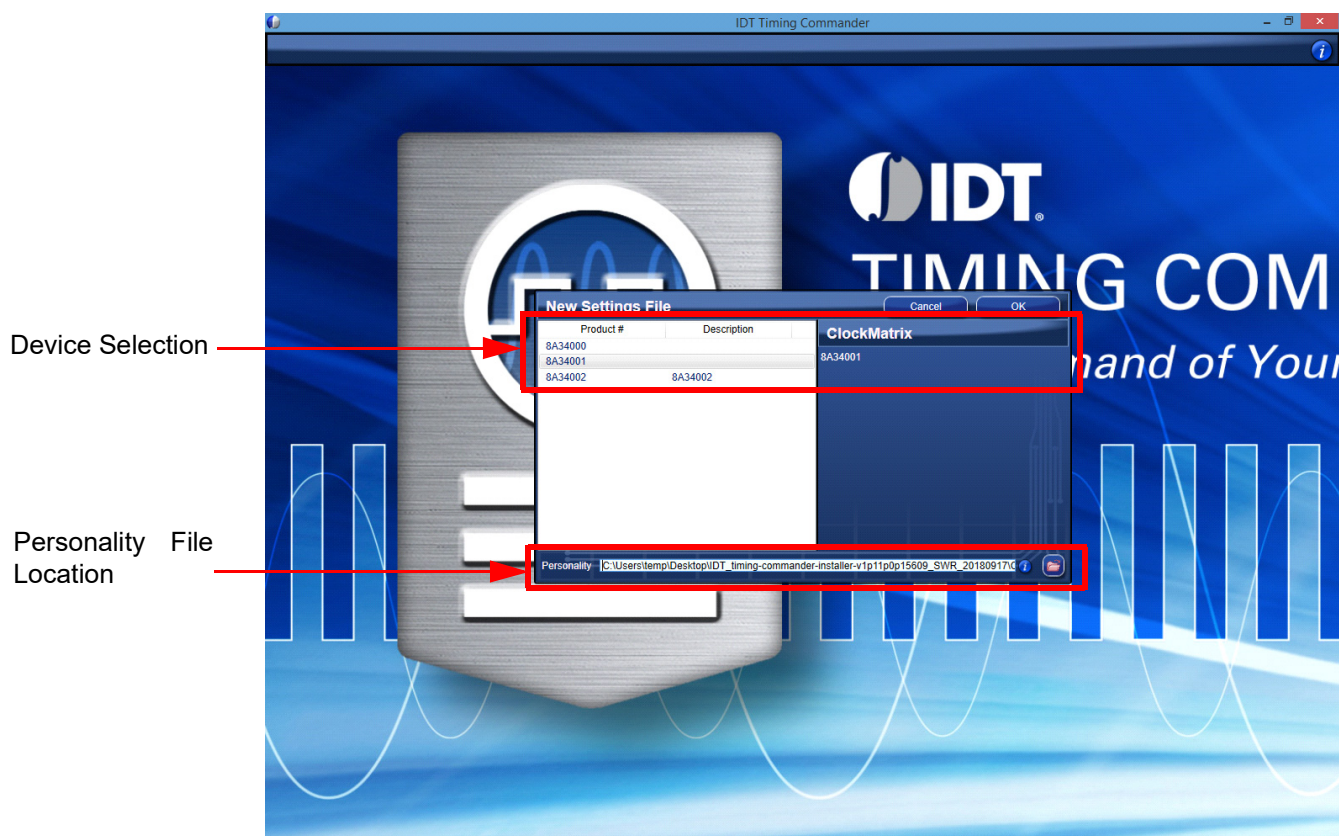 IDT Timing Commander
IDT.
TIMING COM
mand of Your
New Settings File
Cancel
OK
Product # Description
8A34000
8A34001
8A34002 8A34002
ClockMatrix
8A34001
Device Selection
Personality File
Location
Personality C:\Users\temp\Desktop\IDT_timing-commander-installer-v1p11p0p15609_SWR_20180917\C